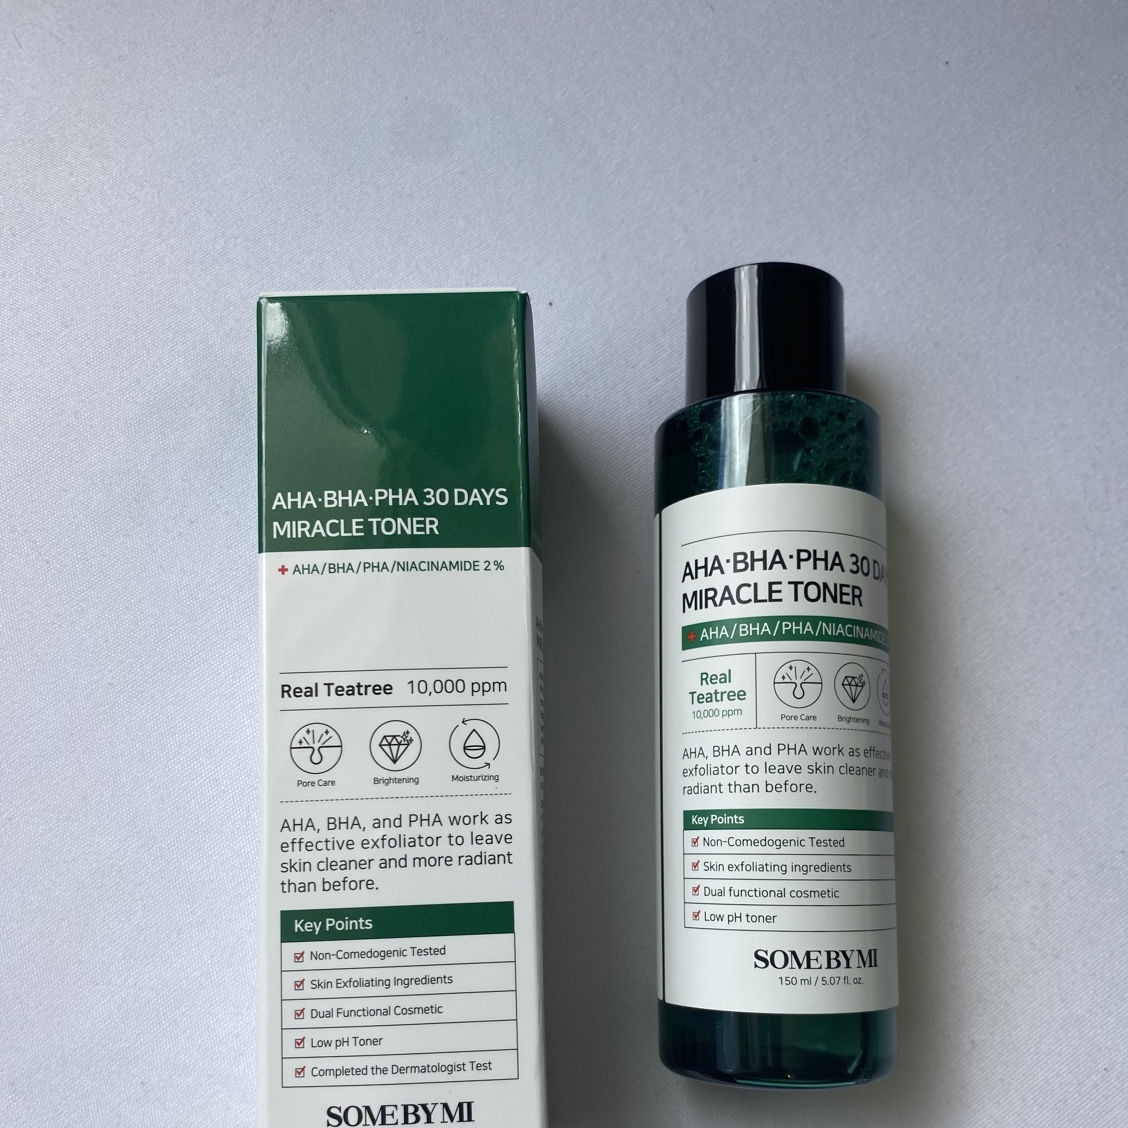 AHA·BHA·PHA 30 DAYS
MIRACLE TONER
+ AHA/BHA/PHA/NIACINAMIDE 2%
Real Teatree 10,000 ppm
Pore Care
Brightening
Moisturizing
AHA, BHA, and PHA work as
effective exfoliator to leave
skin cleaner and more radiant
than before.
Key Points
Non-Comedogenic Tested
Skin Exfoliating Ingredients
Dual Functional Cosmetic
Low pH Toner
Completed the Dermatologist Test
SOME BY MI
AHA·BHA·PHA 30
MIRACLE TONER
+ AHA/BHA/PHA/NIACINAMIDE
Real
Teatree
10,000 ppm
Pore Care
Brightening
AHA, BHA and PHA work as effective
exfoliator to leave skin cleaner and
radiant than before.
Key Points
Non-Comedogenic Tested
Skin exfoliating ingredients
Dual functional cosmetic
Low pH toner
SOME BY MI
150 ml / 5.07 fl. oz.